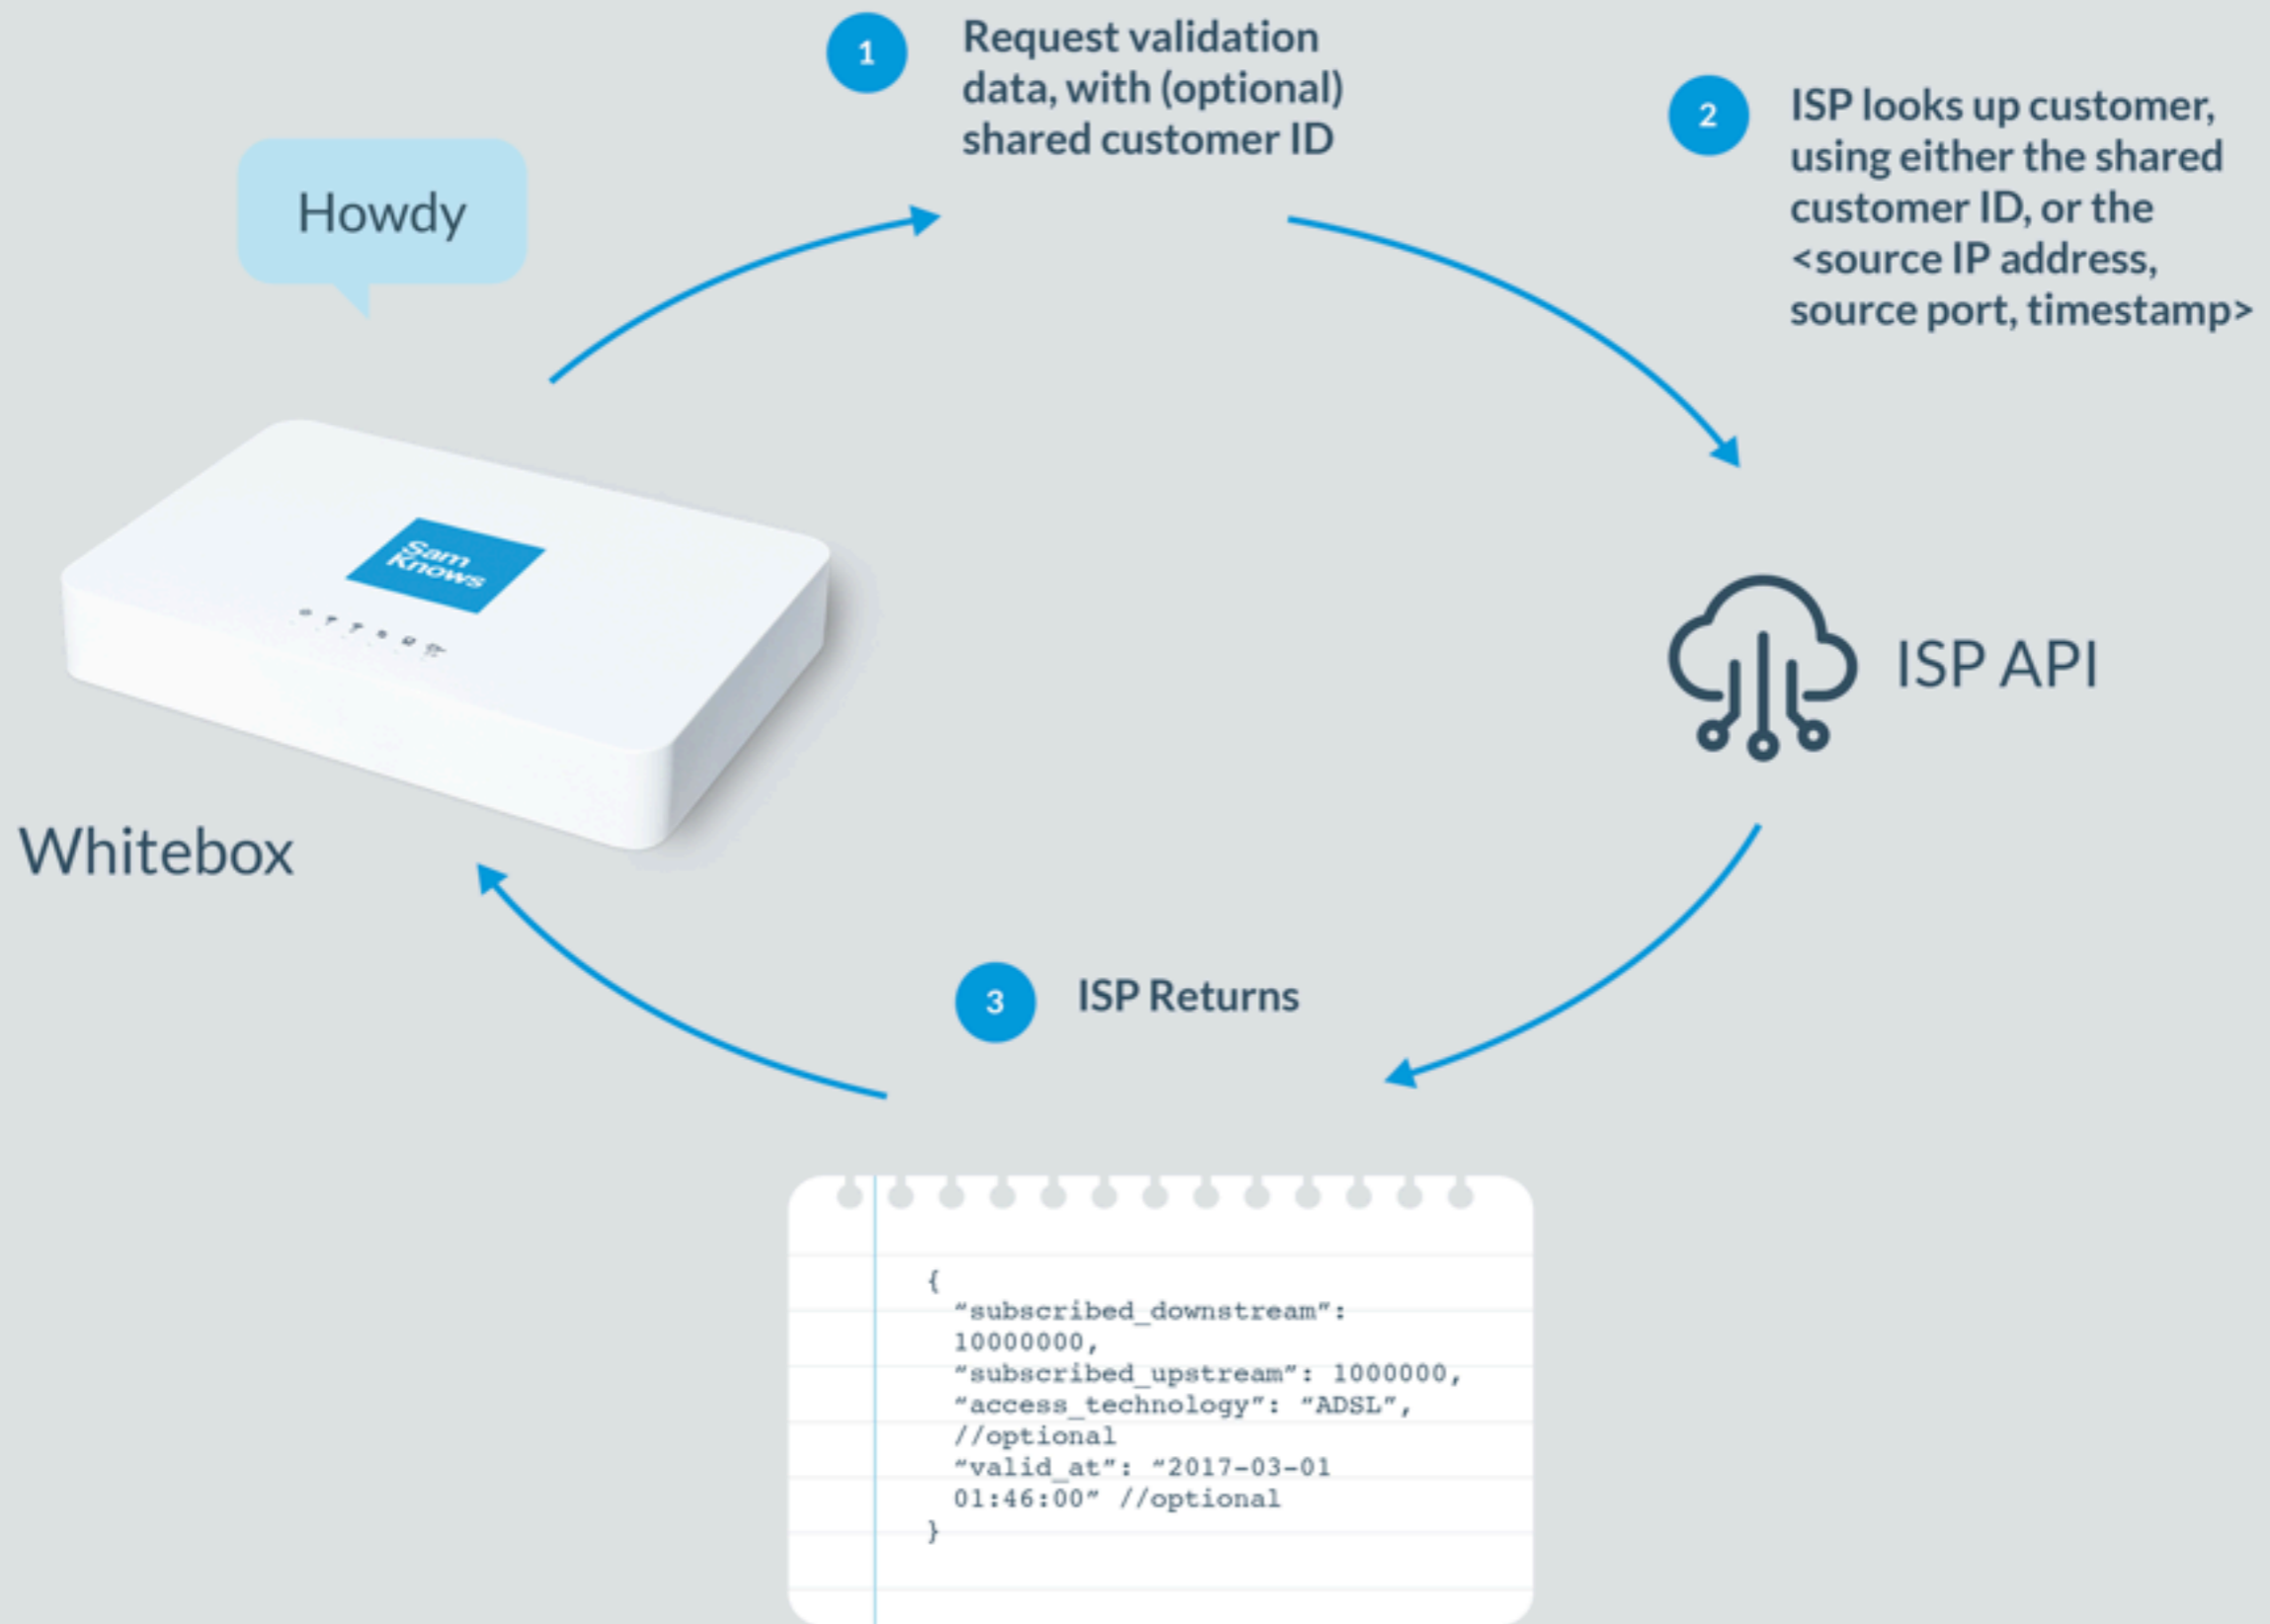 1
Request validation
data, with (optional)
shared customer ID
2
ISP looks up customer,
using either the shared
customer ID, or the
<source IP address,
source port, timestamp>
Howdy
Sam
Knows
ISP API
Whitebox
3
ISP Returns
{
“subscribed_downstream”:
10000000,
“subscribed_upstream”: 1000000,
“access_technology”: “ADSL”,
//optional
“valid_at”: “2017-03-01
01:46:00” //optional
}